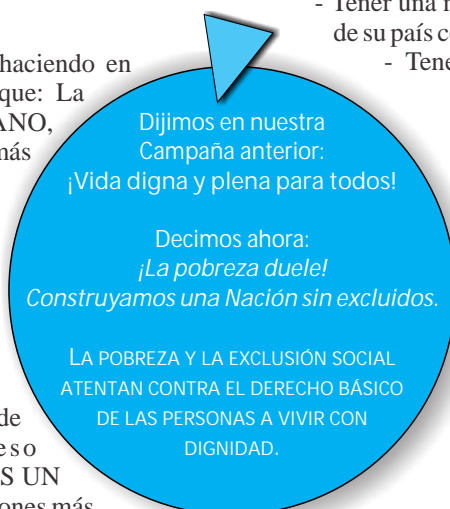 - Tener una
de su país
- Tene
haciendo en
que: La
ANO,
más
Dijimos en nuestra
Campaña anterior:
¡Vida digna y plena para todos!
Decimos ahora:
¡La pobreza duele!
Construyamos una Nación sin excluidos.
LA POBREZA Y LA EXCLUSIÓN SOCIAL
ATENTAN CONTRA EL DERECHO BÁSICO
DE LAS PERSONAS A VIVIR CON
DIGNIDAD.
de
eso
S UN
ones más